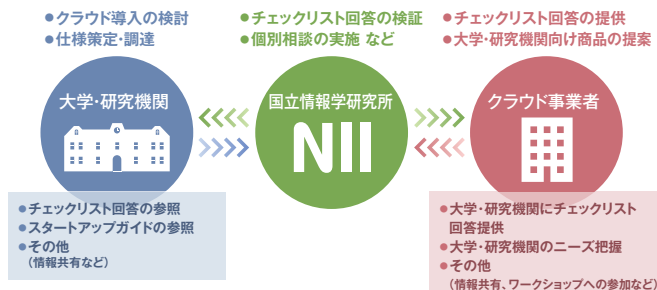 ●クラウド導入の検討
●仕様策定・調達
大学・研究機関
●チェックリスト回答の参照
●スタートアップガイドの参照
●その他
(情報共有など)
●チェックリスト回答の検証
●個別相談の実施 など
国立情報学研究所
NII
●チェックリスト回答の提供
●大学・研究機関向け商品の提案
クラウド事業者
●大学・研究機関にチェックリスト
回答提供
●大学・研究機関のニーズ把握
●その他
(情報共有、ワークショップへの参加など)